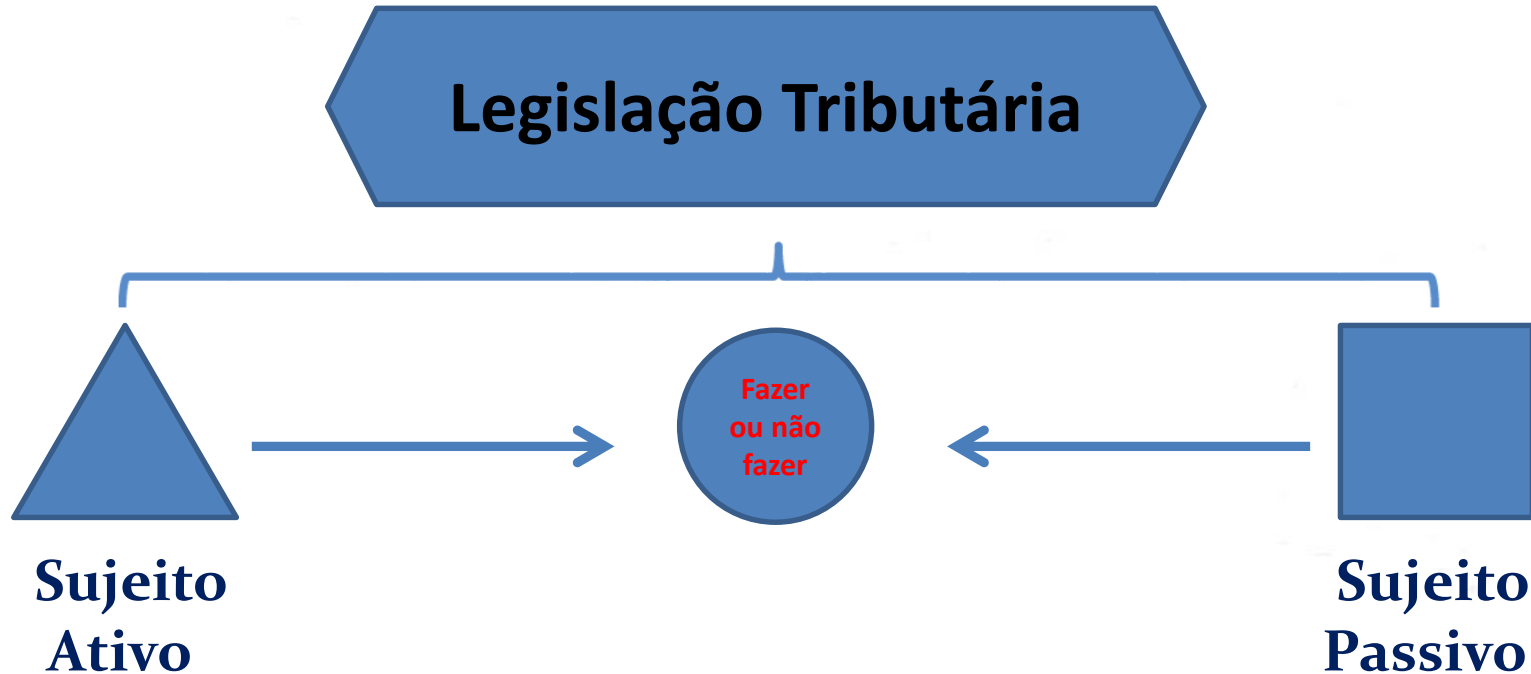 Legislação Tributária
Fazer
ou não
fazer
Sujeito
Ativo
Sujeito
Passivo